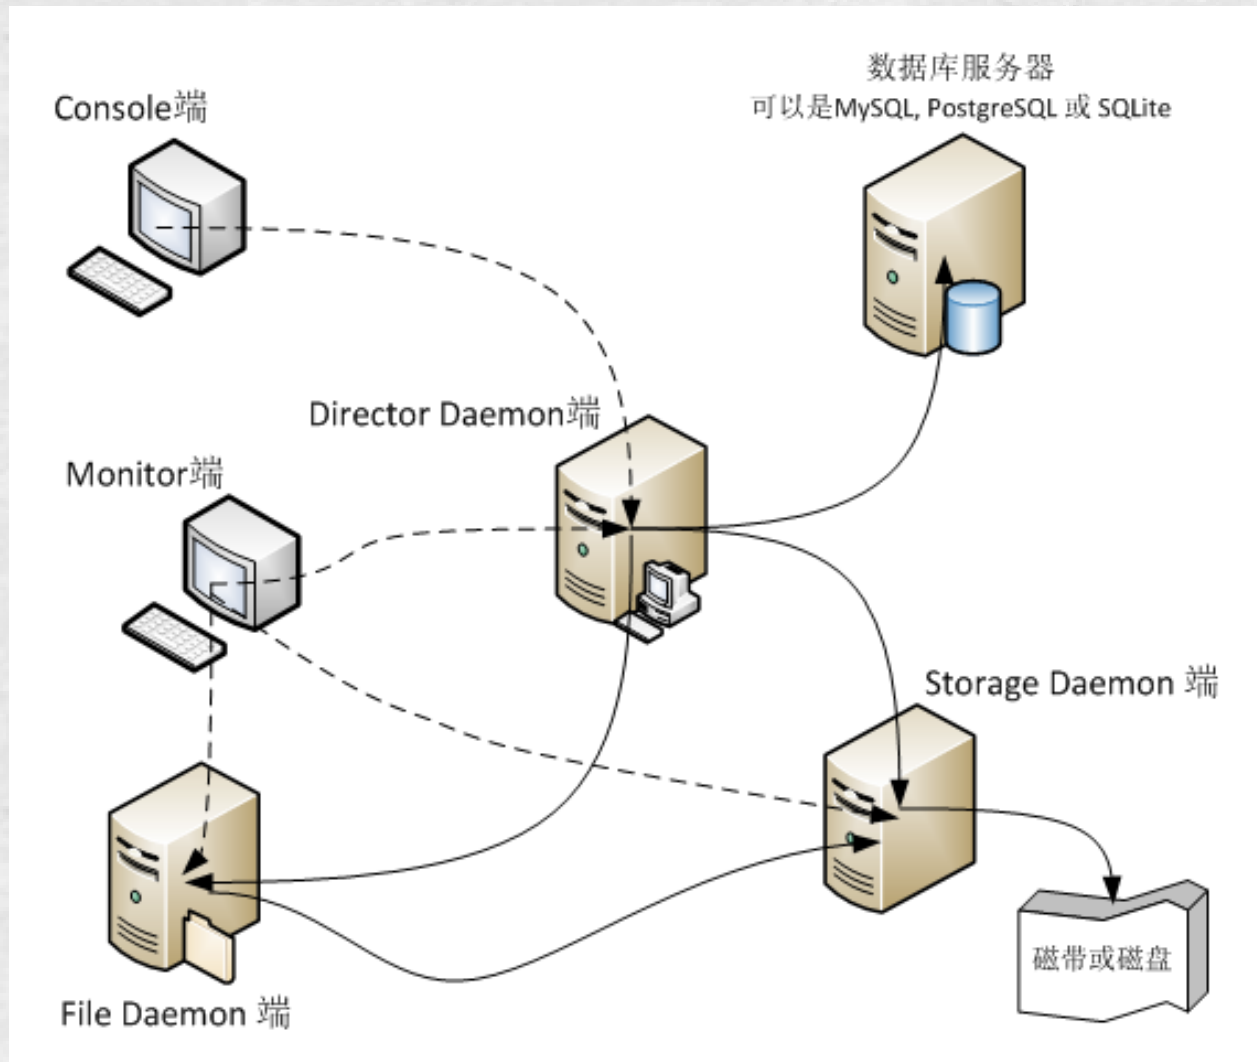 数据库服务器
可以是MySQL, PostgreSQL 或 SQLite
Console端
Director Daemon端
Monitor端
Storage Daemon 端
磁带或磁盘
File Daemon 端